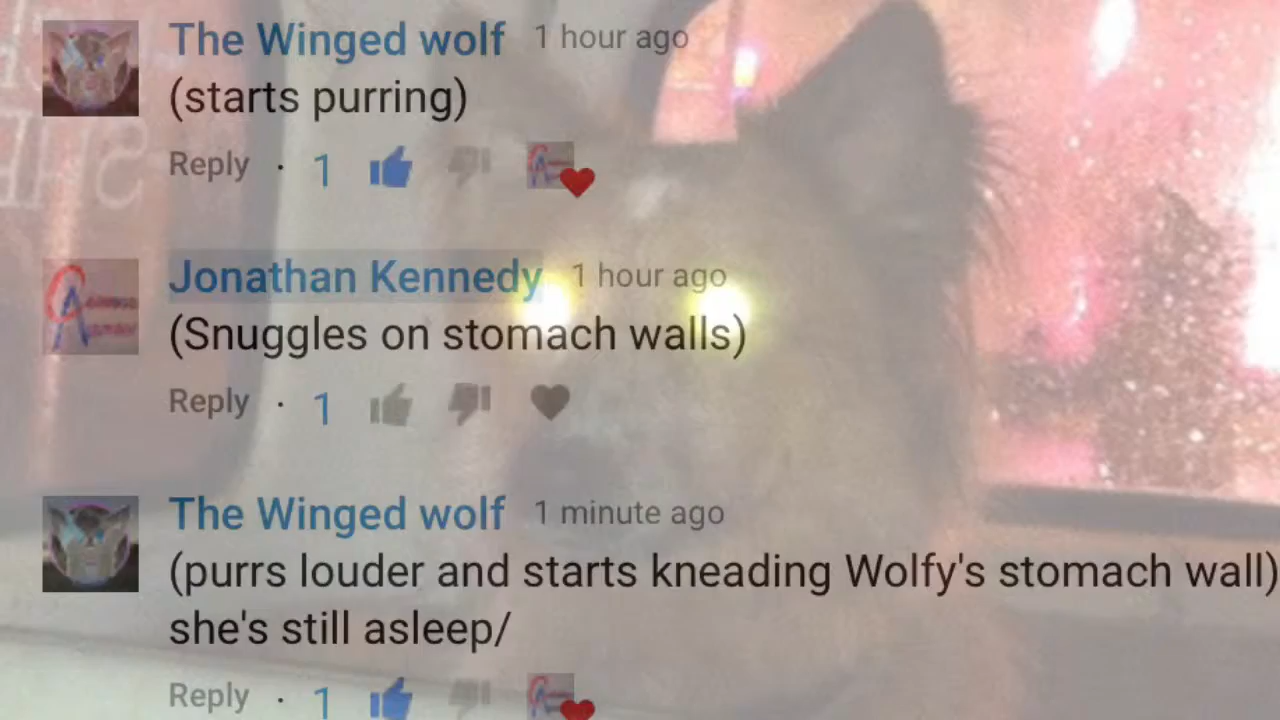 The Winged wolf 1 hour ago
(starts purring)
Reply · 1
Jonathan Kennedy 1 hour ago
(Snuggles on stomach walls)
Reply · 1
The Winged wolf 1 minute ago
(purrs louder and starts kneading Wolfy's stomach wall)
she's still asleep/
Reply · 1